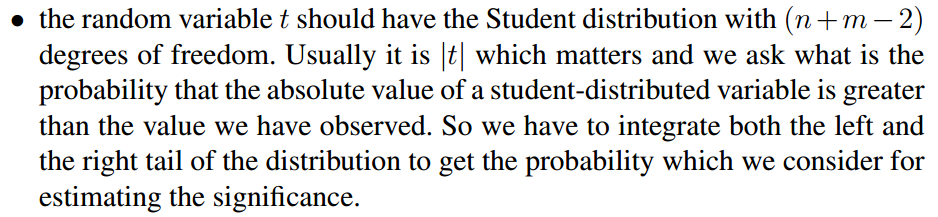 • the random variable t should have the Student distribution with (n + m − 2)
degrees of freedom. Usually it is |t| which matters and we ask what is the
probability that the absolute value of a student-distributed variable is greater
than the value we have observed. So we have to integrate both the left and
the right tail of the distribution to get the probability which we consider for
estimating the significance.